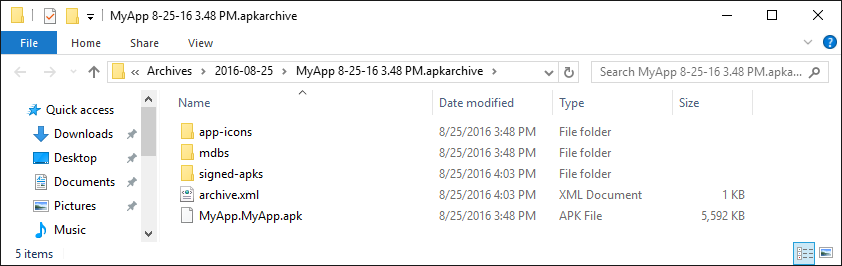 MyApp 8-25-16 3.48 PM.apkarchive
File Home Share View
Archives 2016-08-25 MyApp 8-25-16 3.48 PM.apkarchive Search MyApp 8-25-16 3.48 PM.apka...
Quick access
Downloads
Desktop
Documents
Pictures
Music
Name Date modified Type Size
app-icons 8/25/2016 3:48 PM File folder
mdbs 8/25/2016 3:48 PM File folder
signed-apks 8/25/2016 4:03 PM File folder
archive.xml 8/25/2016 4:03 PM XML Document 1 KB
MyApp.MyApp.apk 8/25/2016 3:48 PM APK File 5,592 KB
5 items